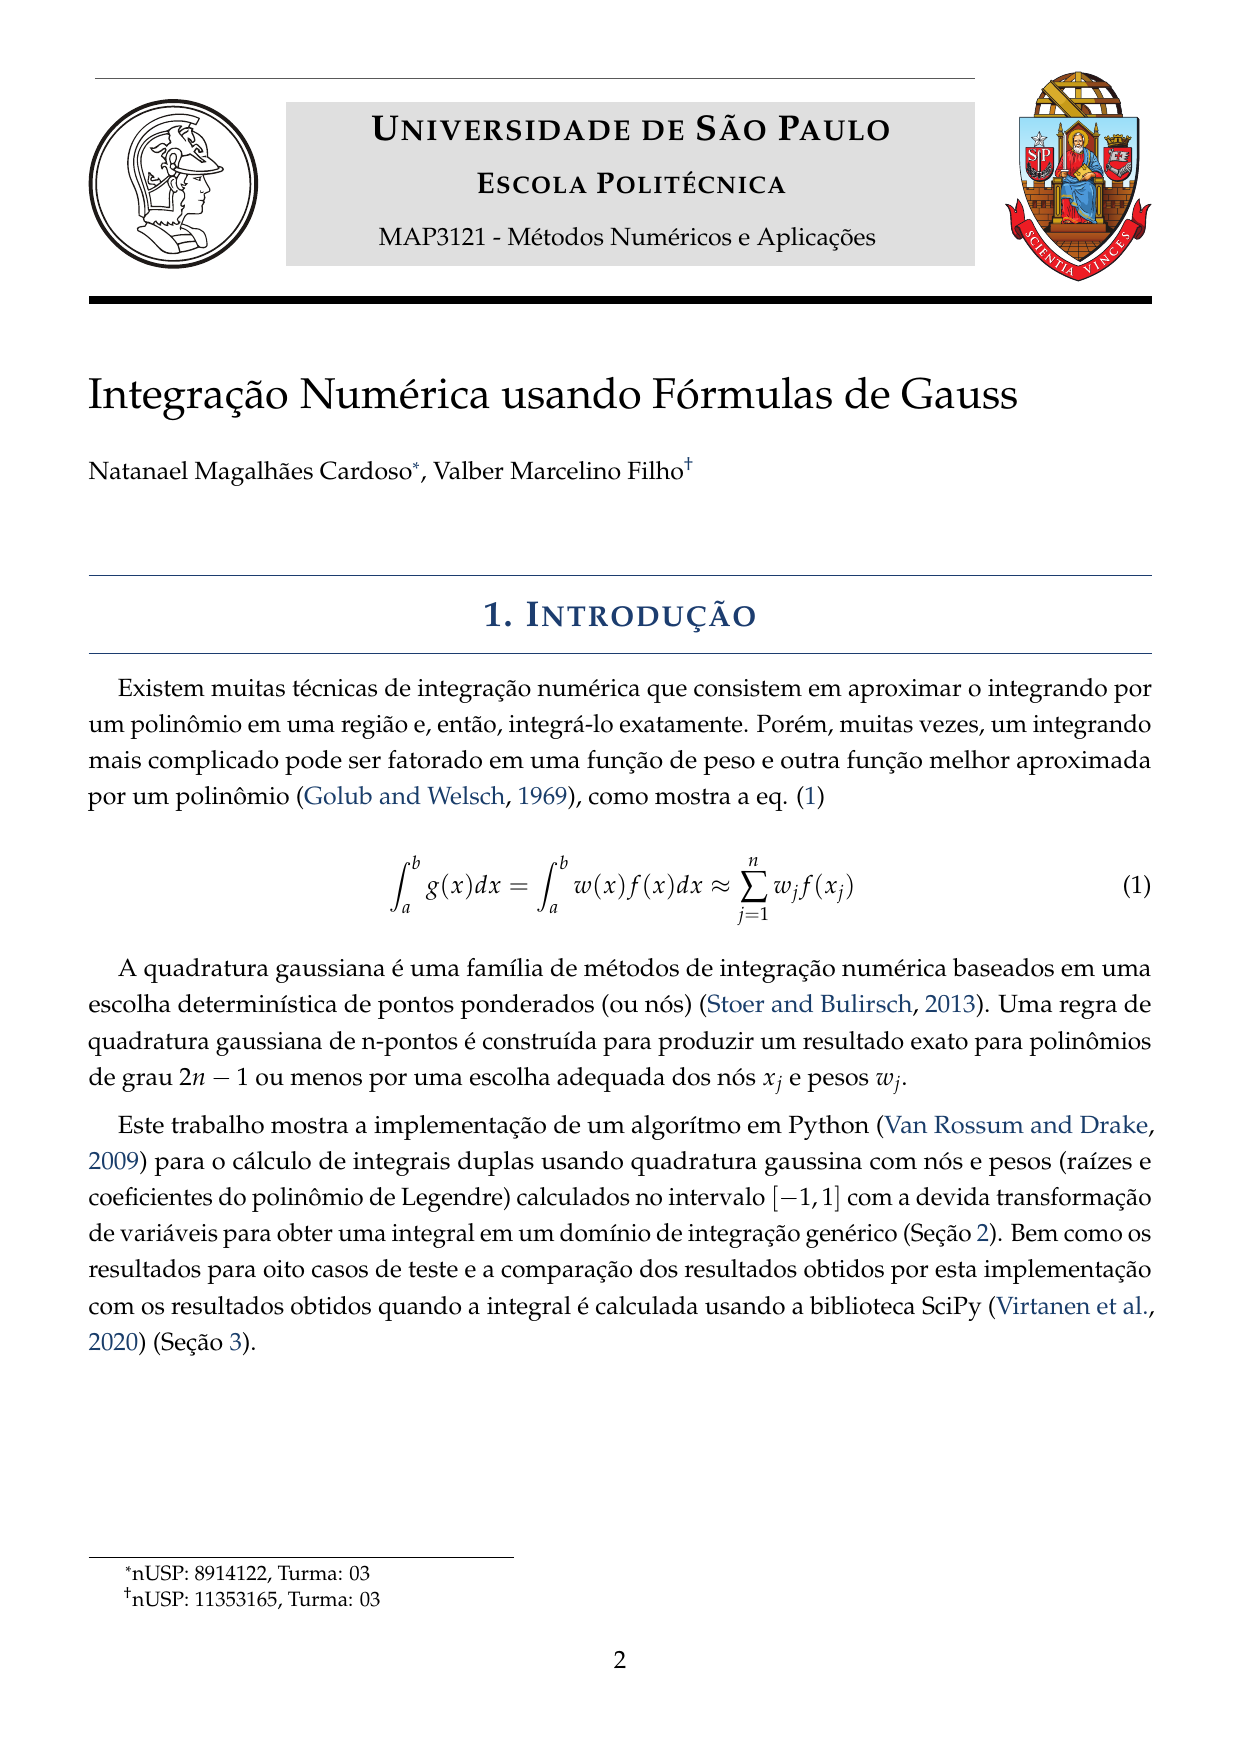 UNIVERSIDADE DE SÃO PAULO
ESCOLA POLITÉCNICA
MAP3121 - Métodos Numéricos e Aplicações
SP
SCIENTIA VINCES
Integração Numérica usando Fórmulas de Gauss
Natanael Magalhães Cardoso*, Valber Marcelino Filho†
1. INTRODUÇÃO
Existem muitas técnicas de integração numérica que consistem em aproximar o integrando por
um polinômio em uma região e, então, integrá-lo exatamente. Porém, muitas vezes, um integrando
mais complicado pode ser fatorado em uma função de peso e outra função melhor aproximada
por um polinômio (Golub and Welsch, 1969), como mostra a eq. (1)
∫_a^b g(x)dx = ∫_a^b w(x)f(x)dx ≈ ∑_{j=1}^n w_j f(x_j) (1)
A quadratura gaussiana é uma família de métodos de integração numérica baseados em uma
escolha determinística de pontos ponderados (ou nós) (Stoer and Bulirsch, 2013). Uma regra de
quadratura gaussiana de n-pontos é construída para produzir um resultado exato para polinômios
de grau 2n − 1 ou menos por uma escolha adequada dos nós x_j e pesos w_j.
Este trabalho mostra a implementação de um algorítmo em Python (Van Rossum and Drake,
2009) para o cálculo de integrais duplas usando quadratura gaussina com nós e pesos (raízes e
coeficientes do polinômio de Legendre) calculados no intervalo [−1, 1] com a devida transformação
de variáveis para obter uma integral em um domínio de integração genérico (Seção 2). Bem como os
resultados para oito casos de teste e a comparação dos resultados obtidos por esta implementação
com os resultados obtidos quando a integral é calculada usando a biblioteca SciPy (Virtanen et al.,
2020) (Seção 3).
*nUSP: 8914122, Turma: 03
†nUSP: 11353165, Turma: 03
2